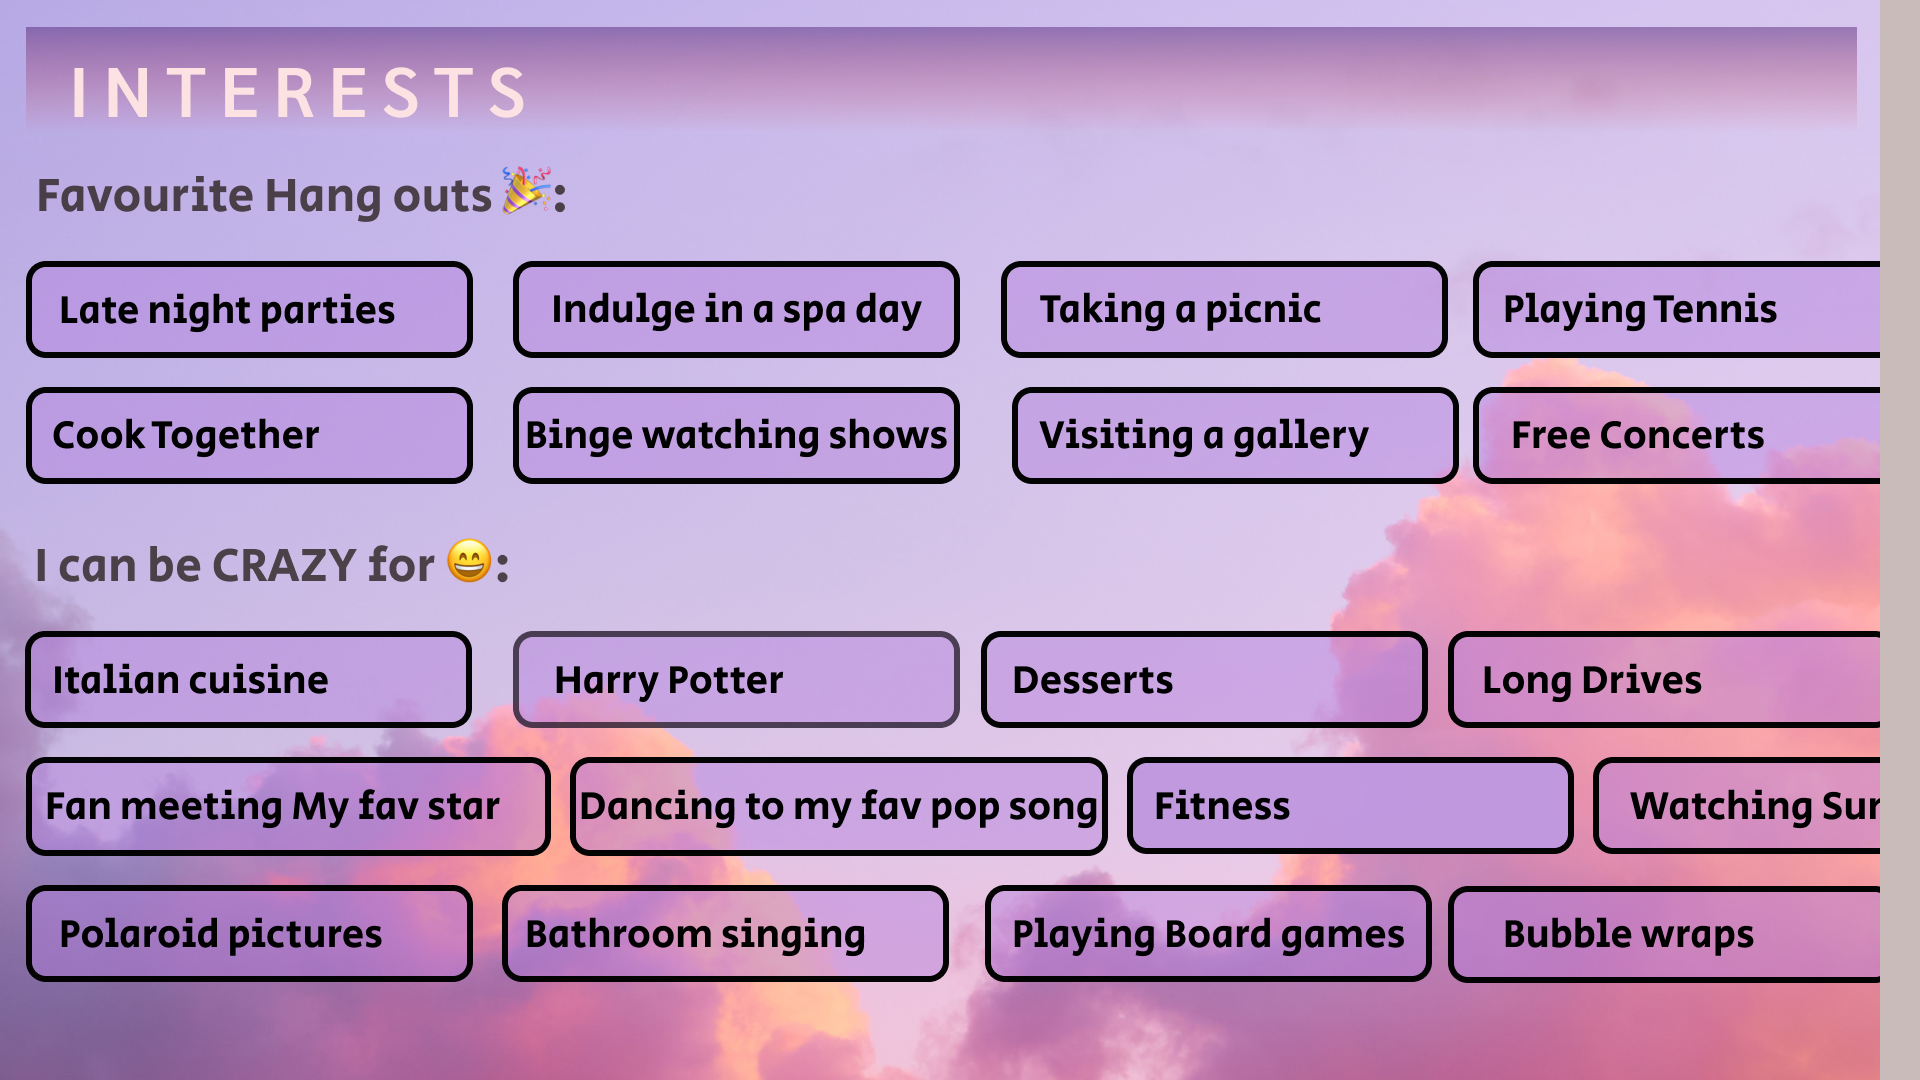 INTERESTS
Favourite Hang outs 🎉:
Late night parties
Indulge in a spa day
Taking a picnic
Playing Tennis
Cook Together
Binge watching shows
Visiting a gallery
Free Concerts
I can be CRAZY for 😄:
Italian cuisine
Harry Potter
Desserts
Long Drives
Fan meeting My fav star
Dancing to my fav pop song
Fitness
Watching
Polaroid pictures
Bathroom singing
Playing Board games
Bubble wraps